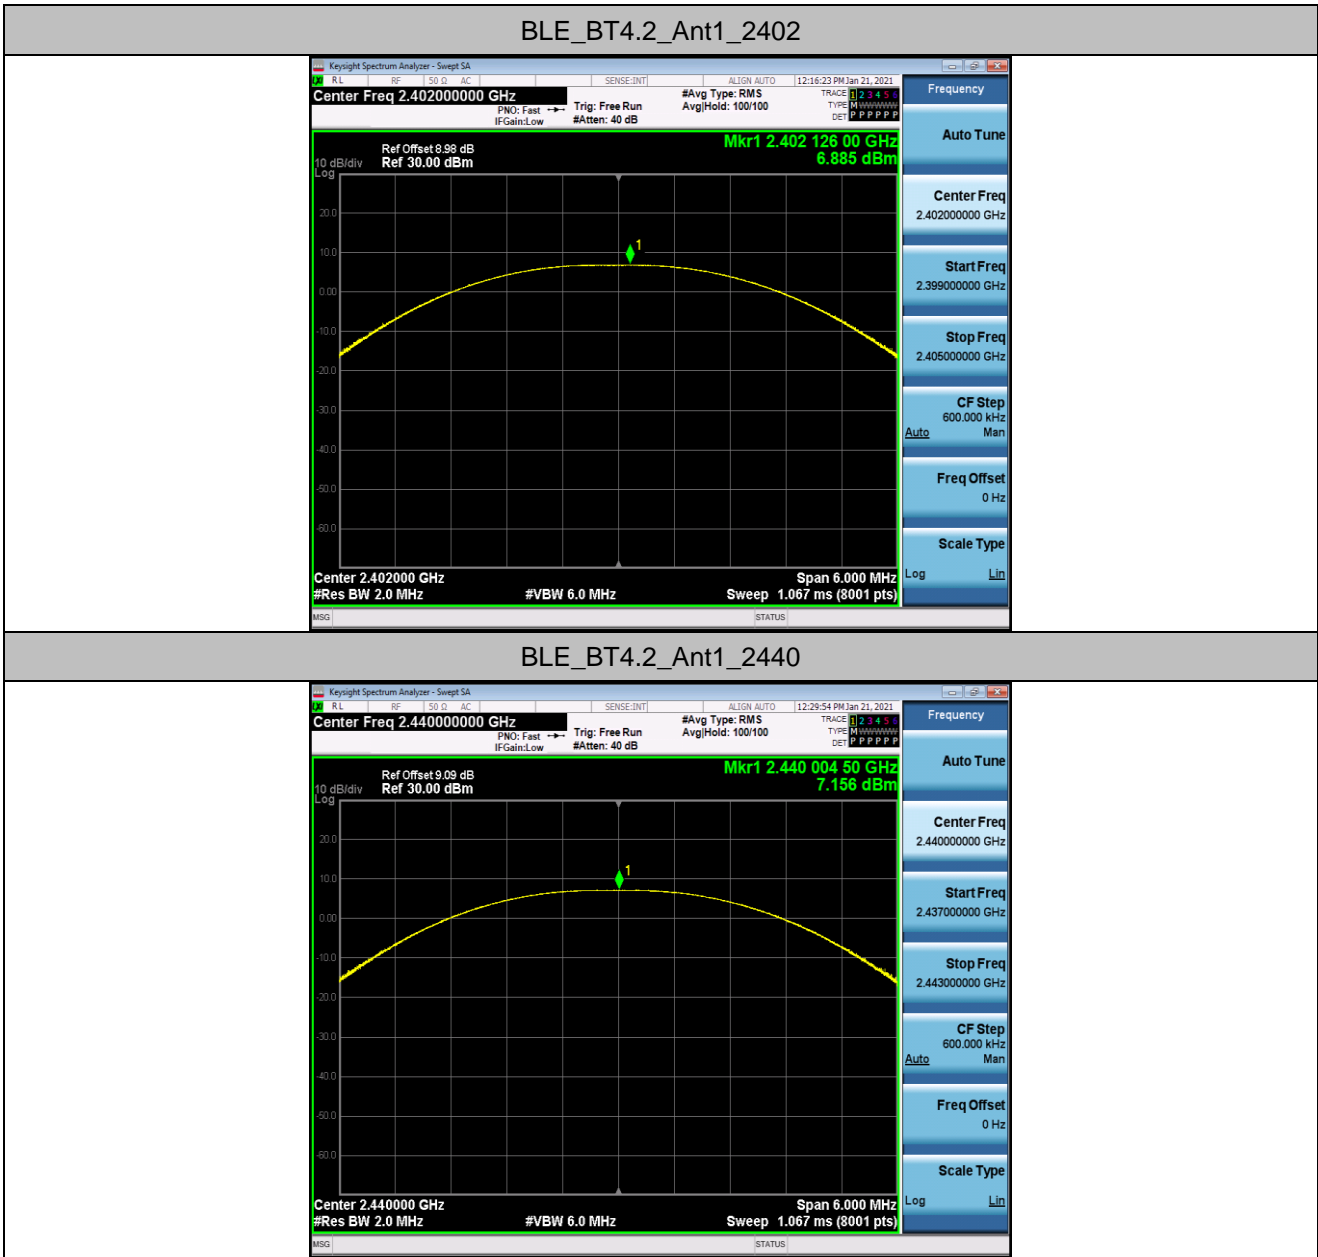 BLE_BT4.2_Ant1_2402
Keysight Spectrum Analyzer - Swept SA
RL RF 50 Ω AC SENSE:INT ALIGN AUTO 12:16:23 PM Jan 21, 2021
Center Freq 2.402000000 GHz #Avg Type: RMS TRACE 1 2 3 4 5 6
PNO: Fast Trig: Free Run Avg|Hold: 100/100 TYPE M WWWWW
IFGain:Low #Atten: 40 dB DET P P P P P P
Mkr1 2.402 126 00 GHz
Ref Offset 8.98 dB 6.885 dBm
10 dB/div Ref 30.00 dBm
Log
20.0
1
10.0
0.00
-10.0
-20.0
-30.0
-40.0
-50.0
-60.0
Center 2.402000 GHz Span 6.000 MHz
#Res BW 2.0 MHz #VBW 6.0 MHz Sweep 1.067 ms (8001 pts)
MSG STATUS
Frequency
Auto Tune
Center Freq
2.402000000 GHz
Start Freq
2.399000000 GHz
Stop Freq
2.405000000 GHz
CF Step
600.000 kHz
Auto Man
Freq Offset
0 Hz
Scale Type
Log Lin
BLE_BT4.2_Ant1_2440
Keysight Spectrum Analyzer - Swept SA
RL RF 50 Ω AC SENSE:INT ALIGN AUTO 12:29:54 PM Jan 21, 2021
Center Freq 2.440000000 GHz #Avg Type: RMS TRACE 1 2 3 4 5 6
PNO: Fast Trig: Free Run Avg|Hold: 100/100 TYPE M WWWWW
IFGain:Low #Atten: 40 dB DET P P P P P P
Mkr1 2.440 004 50 GHz
Ref Offset 9.09 dB 7.156 dBm
10 dB/div Ref 30.00 dBm
Log
20.0
1
10.0
0.00
-10.0
-20.0
-30.0
-40.0
-50.0
-60.0
Center 2.440000 GHz Span 6.000 MHz
#Res BW 2.0 MHz #VBW 6.0 MHz Sweep 1.067 ms (8001 pts)
MSG STATUS
Frequency
Auto Tune
Center Freq
2.440000000 GHz
Start Freq
2.437000000 GHz
Stop Freq
2.443000000 GHz
CF Step
600.000 kHz
Auto Man
Freq Offset
0 Hz
Scale Type
Log Lin